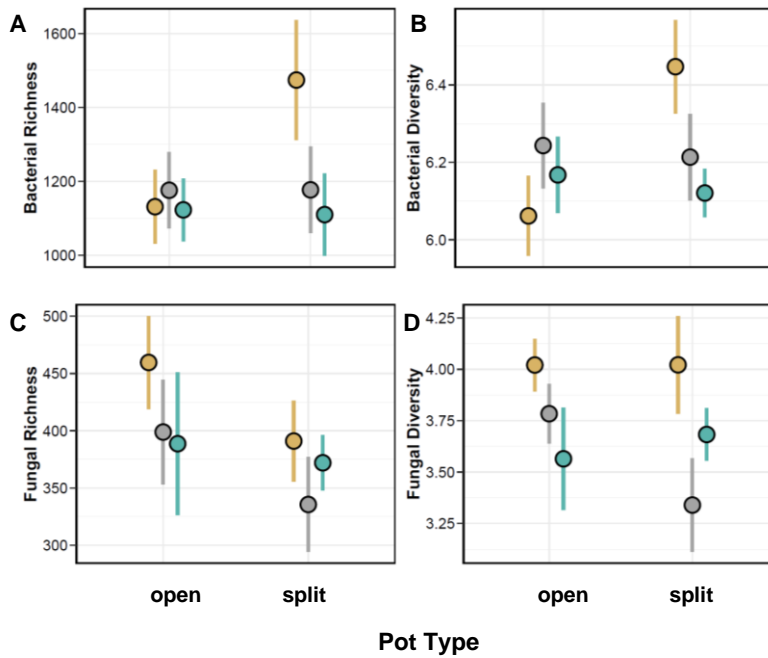 A
Bacterial Richness
1600
1400
1200
1000
B
Bacterial Diversity
6.4
6.2
6.0
C
Fungal Richness
500
450
400
350
300
D
Fungal Diversity
4.25
4.00
3.75
3.50
3.25
open split
open split
Pot Type